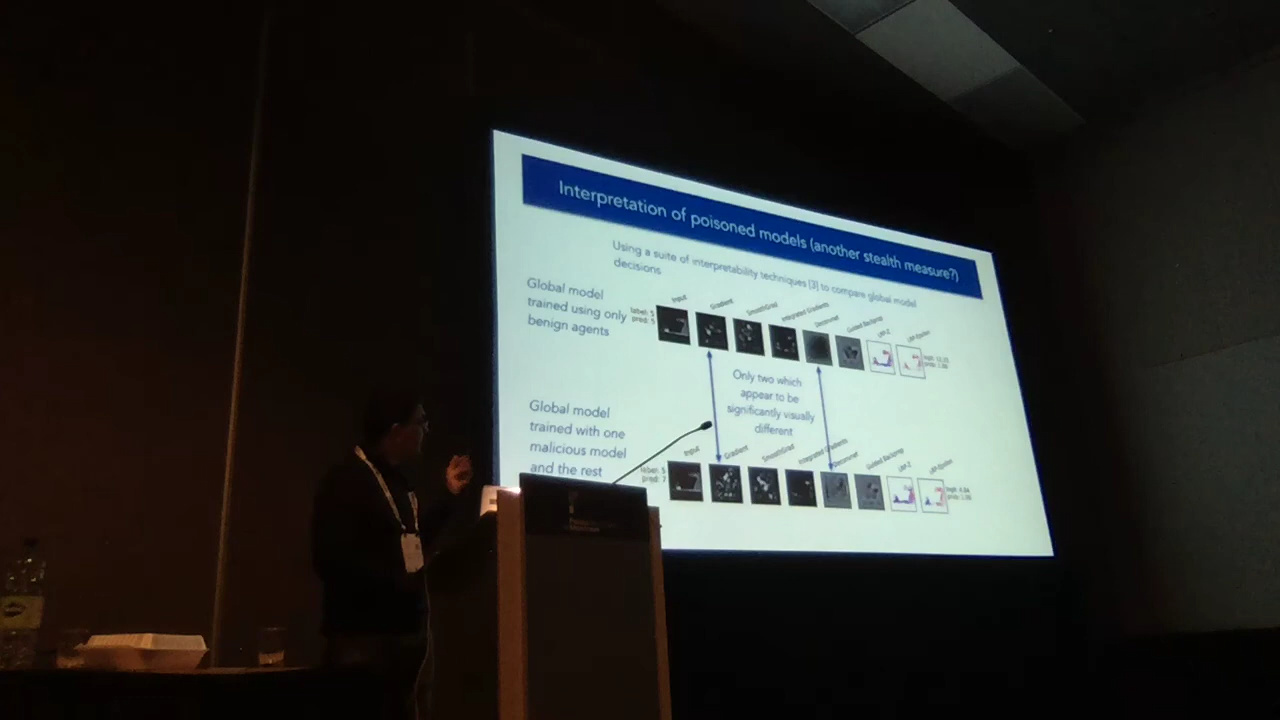 Interpretation of poisoned models (another stealth measure?)
Using a suite of interpretability techniques [3] to compare global model
decisions
Global model
trained using only
benign agents
label: 5
pred: 5
Input
Gradient
SmoothGrad
Integrated Gradients
Deconvnet
Guided Backprop
LRP-Z
LRP-Epsilon
Only two which
appear to be
significantly visually
different
Global model
trained with one
malicious model
and the rest
label: 5
pred: 7
Input
Gradient
SmoothGrad
Integrated Gradients
Deconvnet
Guided Backprop
LRP-Z
LRP-Epsilon